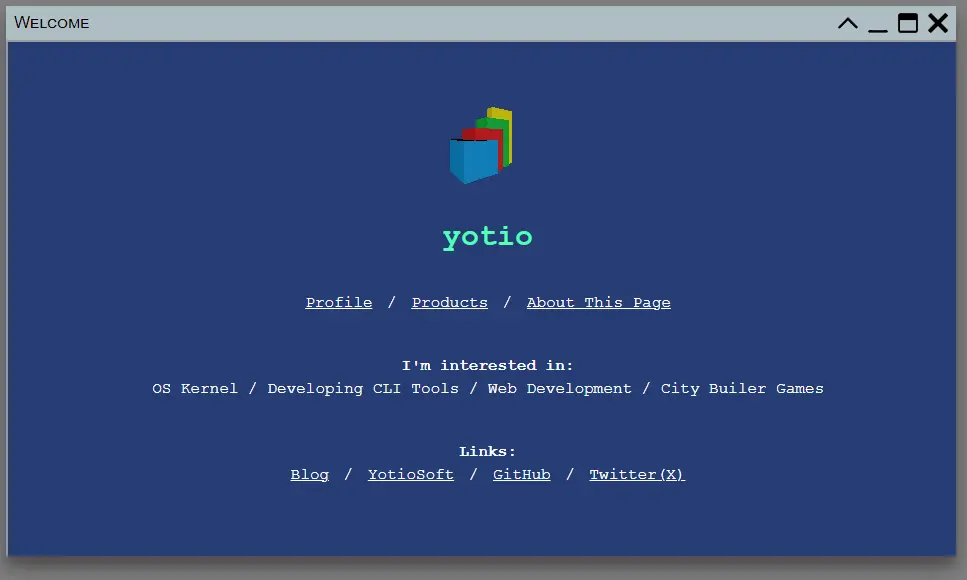 WELCOME
yotio
Profile / Products / About This Page
I'm interested in:
OS Kernel / Developing CLI Tools / Web Development / City Builer Games
Links:
Blog / YotioSoft / GitHub / Twitter(X)